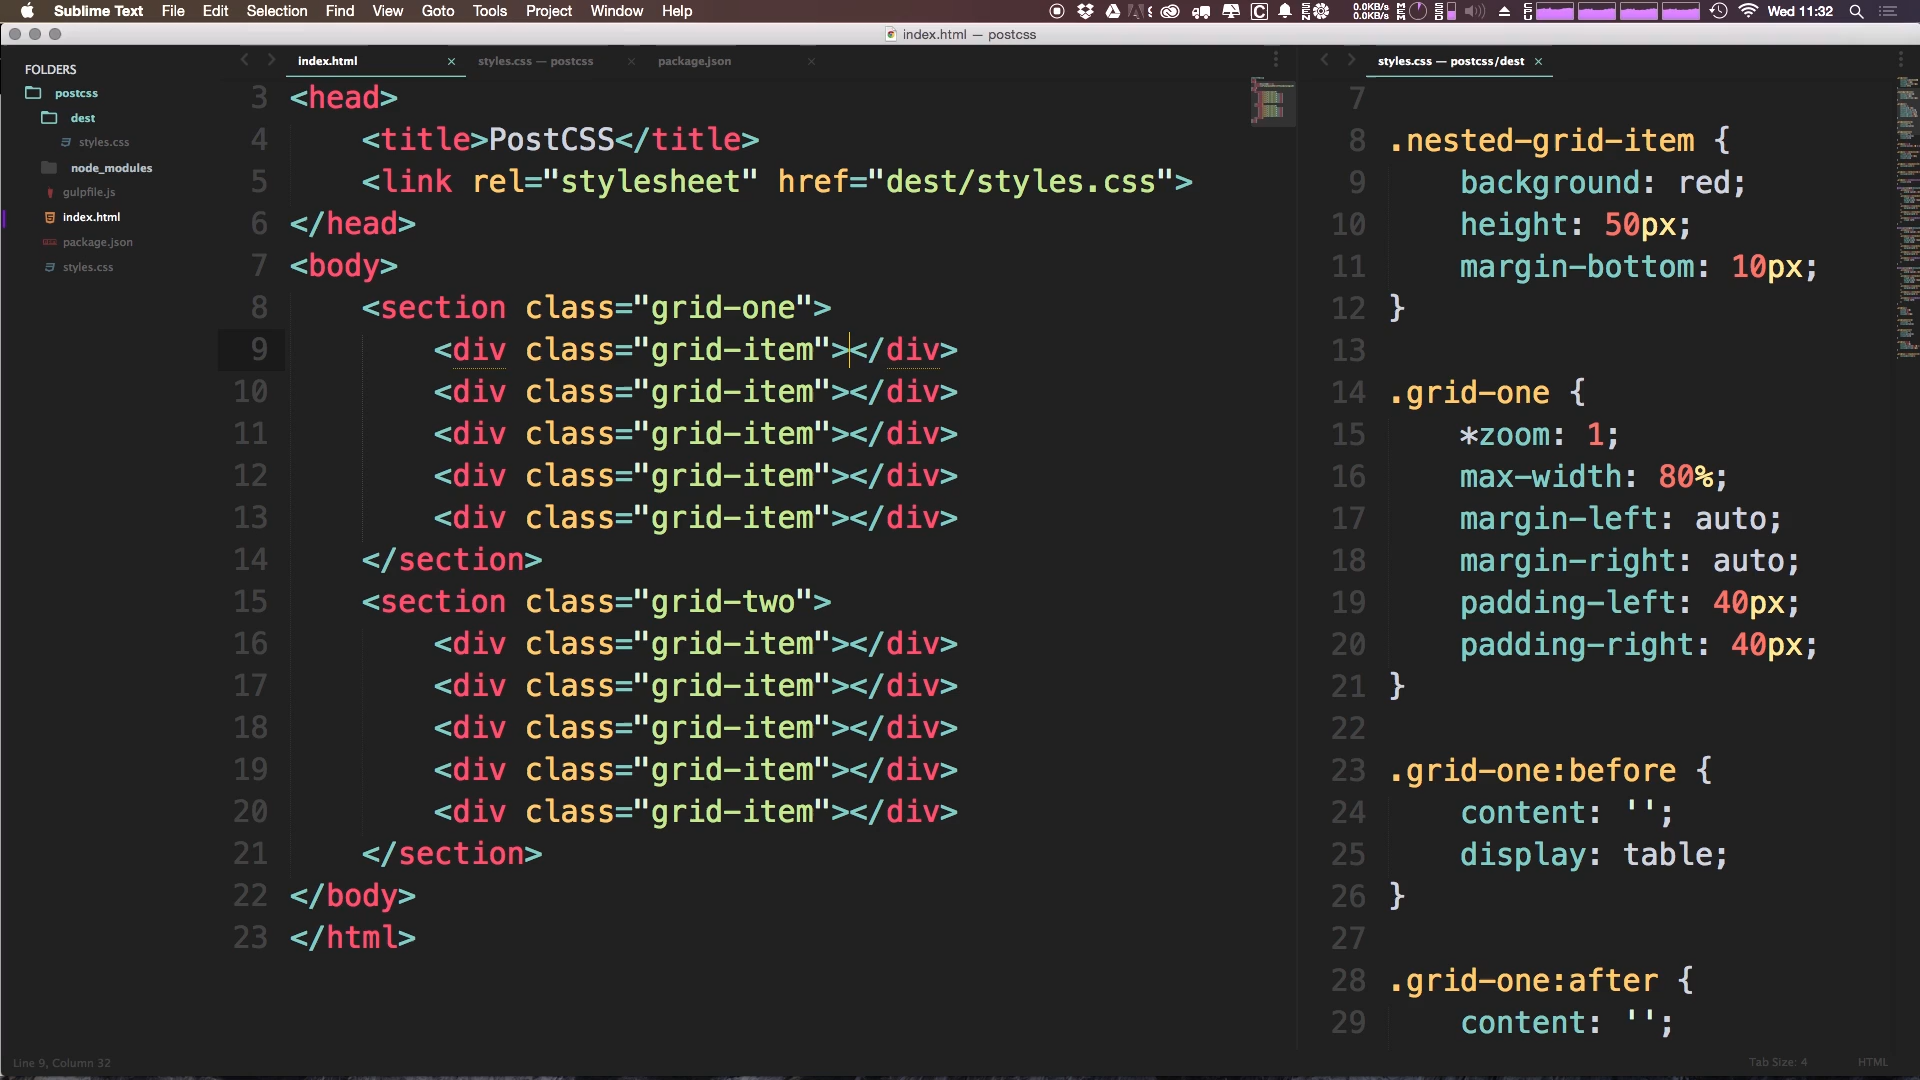 Sublime Text File Edit Selection Find View Goto Tools Project Window Help
0.0KB/s
0.0KB/s
Wed 11:32
index.html — postcss
FOLDERS
postcss
dest
styles.css
node_modules
gulpfile.js
index.html
package.json
styles.css
index.html × styles.css — postcss × package.json ×
3 <head>
4 <title>PostCSS</title>
5 <link rel="stylesheet" href="dest/styles.css">
6 </head>
7 <body>
8 <section class="grid-one">
9 <div class="grid-item"></div>
10 <div class="grid-item"></div>
11 <div class="grid-item"></div>
12 <div class="grid-item"></div>
13 <div class="grid-item"></div>
14 </section>
15 <section class="grid-two">
16 <div class="grid-item"></div>
17 <div class="grid-item"></div>
18 <div class="grid-item"></div>
19 <div class="grid-item"></div>
20 <div class="grid-item"></div>
21 </section>
22 </body>
23 </html>
styles.css — postcss/dest ×
7
8 .nested-grid-item {
9 background: red;
10 height: 50px;
11 margin-bottom: 10px;
12 }
13
14 .grid-one {
15 *zoom: 1;
16 max-width: 80%;
17 margin-left: auto;
18 margin-right: auto;
19 padding-left: 40px;
20 padding-right: 40px;
21 }
22
23 .grid-one:before {
24 content: '';
25 display: table;
26 }
27
28 .grid-one:after {
29 content: '';
Line 9, Column 32
Tab Size: 4 HTML